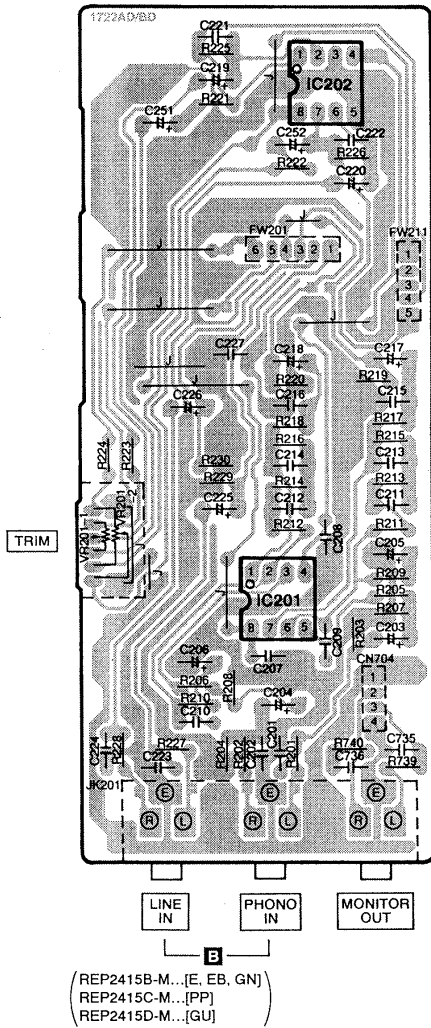 1722AD/BD
C221
R225
C219
R221
C251
1 2 3 4
IC202
8 7 6 5
J
C252
C222
R226
R222
C220
J
FW201
6 5 4 3 2 1
FW211
1
2
3
4
5
J
J
J
C227
C218
C217
R219
J
R220
J
C216
C215
C226
R218
R217
R216
R215
R224
R223
R230
C214
C213
R229
R214
R213
C225
C212
C211
VR201
VR201-2
R212
R211
C208
TRIM
J
J
1 2 3 4
IC201
8 7 6 5
C205
R209
R205
R207
C209
R203
C203
C206
C207
R206
R208
CN704
1
2
3
4
R210
C204
C210
C224
R228
R227
C223
R204
R202
C202
C201
R201
R740
C736
C735
R739
JK201
E
R L
E
R L
E
R L
LINE IN
PHONO IN
MONITOR OUT
B
REP2415B-M...[E, EB, GN]
REP2415C-M...[PP]
REP2415D-M...[GU]